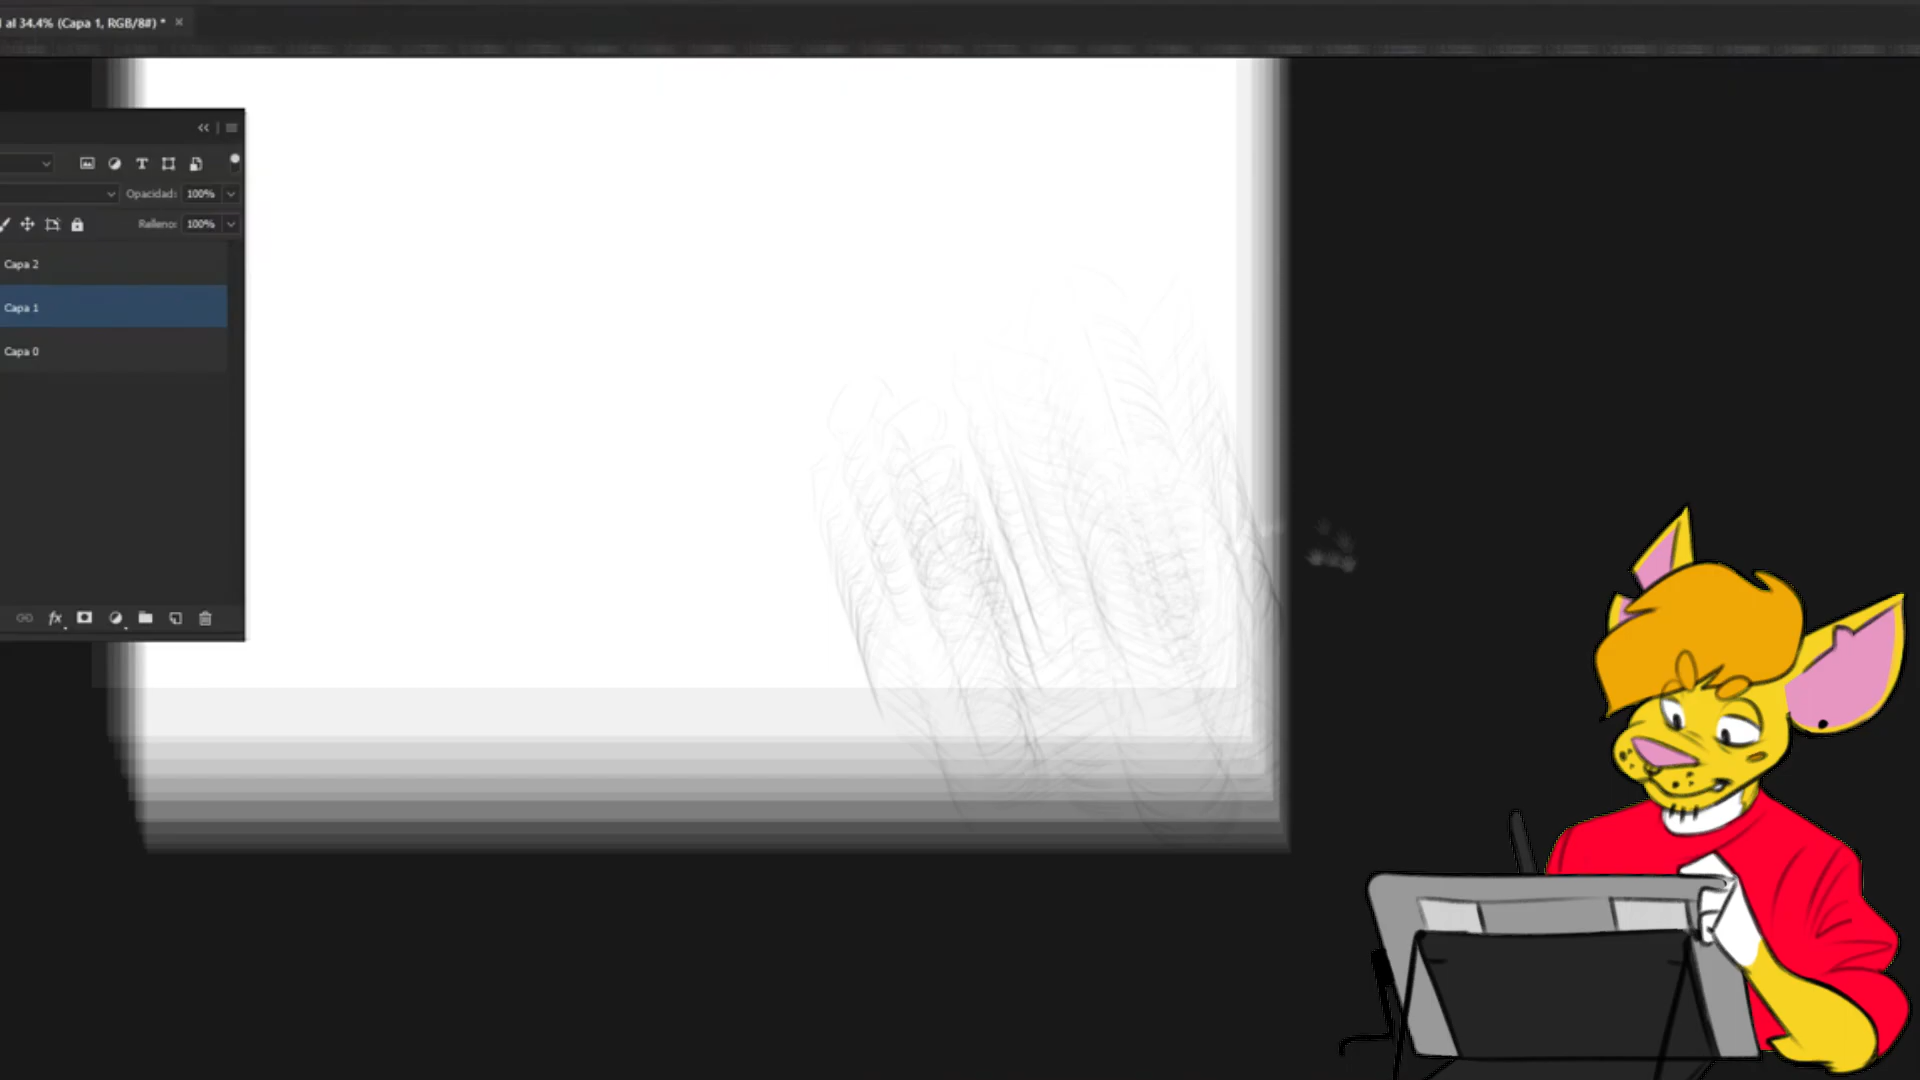 al 34.4% (Capa 1, RGB/8#) *
Opacidad: 100%
Relleno: 100%
Capa 2
Capa 1
Capa 0
fx